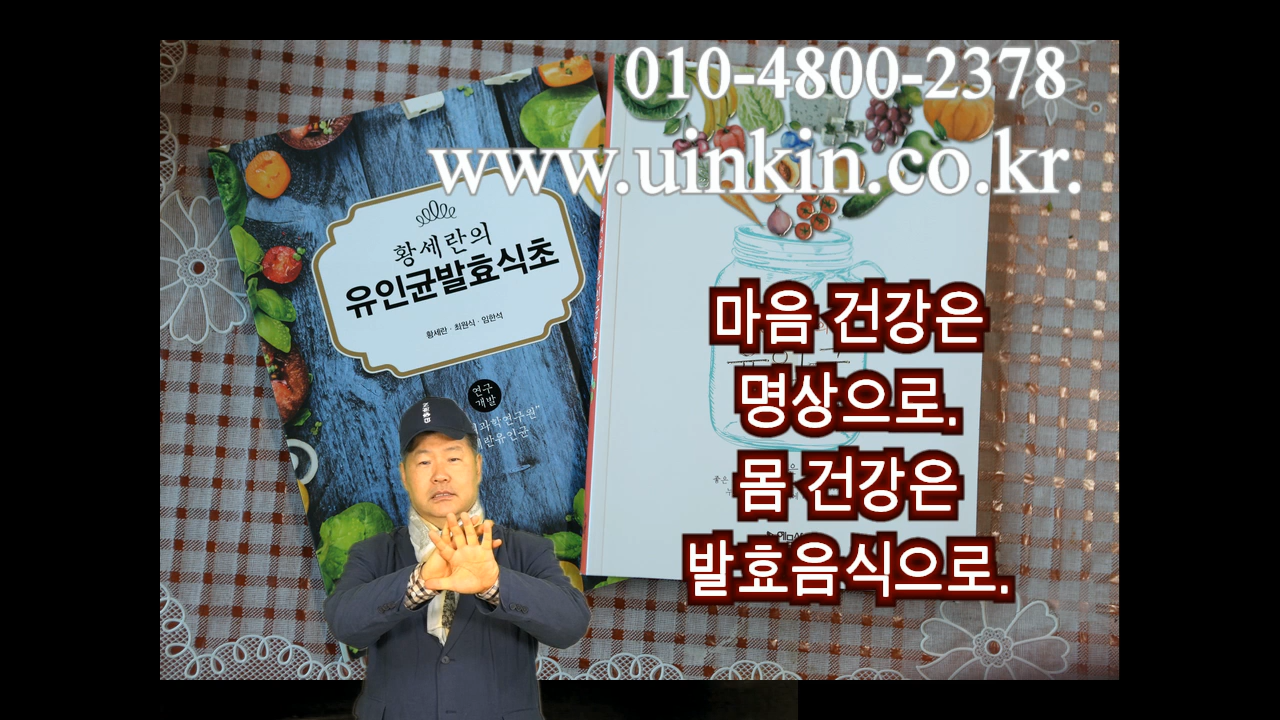 010-4800-2378
www.uinkin.co.kr.
황세란의
유인균발효식초
황세란 · 최원식 · 임한석
연구
개발
마음 건강은
명상으로.
몸 건강은
발효음식으로.